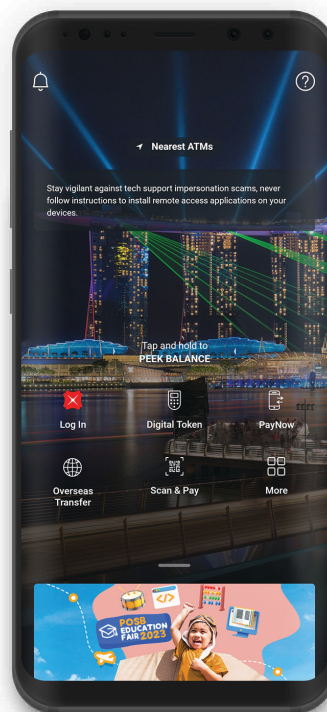 Nearest ATMs
Stay vigilant against tech support impersonation scams, never
follow instructions to install remote access applications on your
devices.
Tap and hold to
PEEK BALANCE
Log In
Digital Token
PayNow
Overseas
Transfer
Scan & Pay
More
POSB
EDUCATION
FAIR 2023